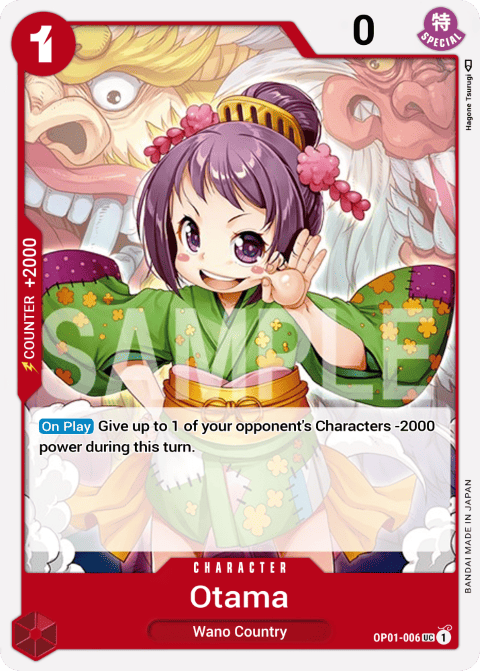 1
0
特
SPECIAL
Hagone Tsurugi
COUNTER +2000
SAMPLE
On Play Give up to 1 of your opponent's Characters -2000
power during this turn.
BANDAI MADE IN JAPAN
CHARACTER
Otama
Wano Country
OP01-006 UC 1